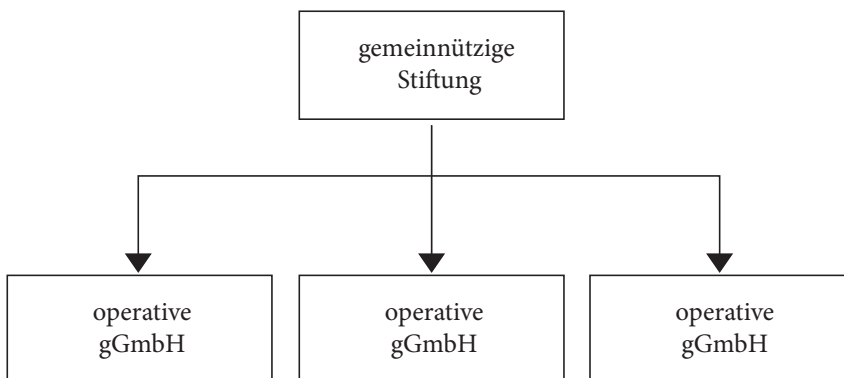 gemeinnützige
Stiftung
operative
gGmbH
operative
gGmbH
operative
gGmbH